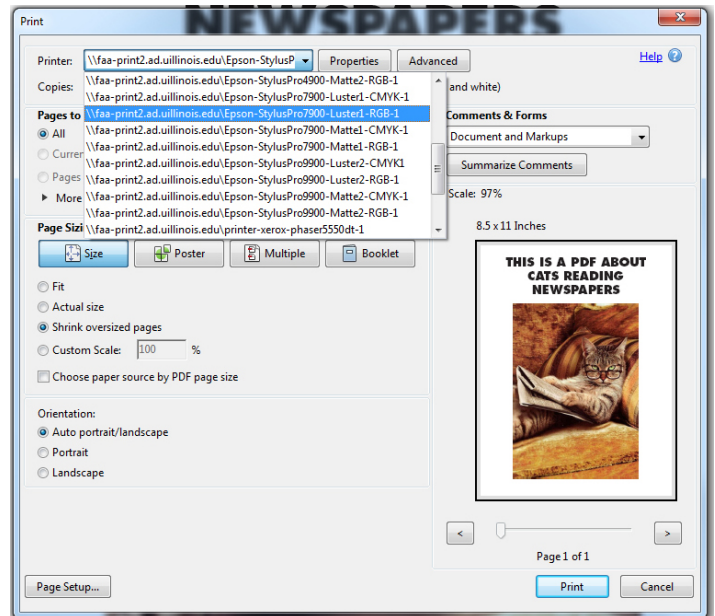 NEWSPAPERS
Print
Printer: \\faa-print2.ad.uillinois.edu\Epson-StylusP Properties Advanced Help
Copies: and white)
\\faa-print2.ad.uillinois.edu\Epson-StylusPro4900-Matte2-RGB-1
\\faa-print2.ad.uillinois.edu\Epson-StylusPro7900-Luster1-CMYK-1
\\faa-print2.ad.uillinois.edu\Epson-StylusPro7900-Luster1-RGB-1
\\faa-print2.ad.uillinois.edu\Epson-StylusPro7900-Matte1-CMYK-1
\\faa-print2.ad.uillinois.edu\Epson-StylusPro7900-Matte1-RGB-1
\\faa-print2.ad.uillinois.edu\Epson-StylusPro9900-Luster2-CMYK1
\\faa-print2.ad.uillinois.edu\Epson-StylusPro9900-Luster2-RGB-1
\\faa-print2.ad.uillinois.edu\Epson-StylusPro9900-Matte2-CMYK-1
\\faa-print2.ad.uillinois.edu\Epson-StylusPro9900-Matte2-RGB-1
\\faa-print2.ad.uillinois.edu\printer-xerox-phaser5550dt-1
Pages to
All
Curren
Pages
More
Comments & Forms
Document and Markups
Summarize Comments
Scale: 97%
Page Sizi
Size Poster Multiple Booklet
Fit
Actual size
Shrink oversized pages
Custom Scale: 100 %
Choose paper source by PDF page size
Orientation:
Auto portrait/landscape
Portrait
Landscape
8.5 x 11 Inches
THIS IS A PDF ABOUT
CATS READING
NEWSPAPERS
< >
Page 1 of 1
Page Setup... Print Cancel